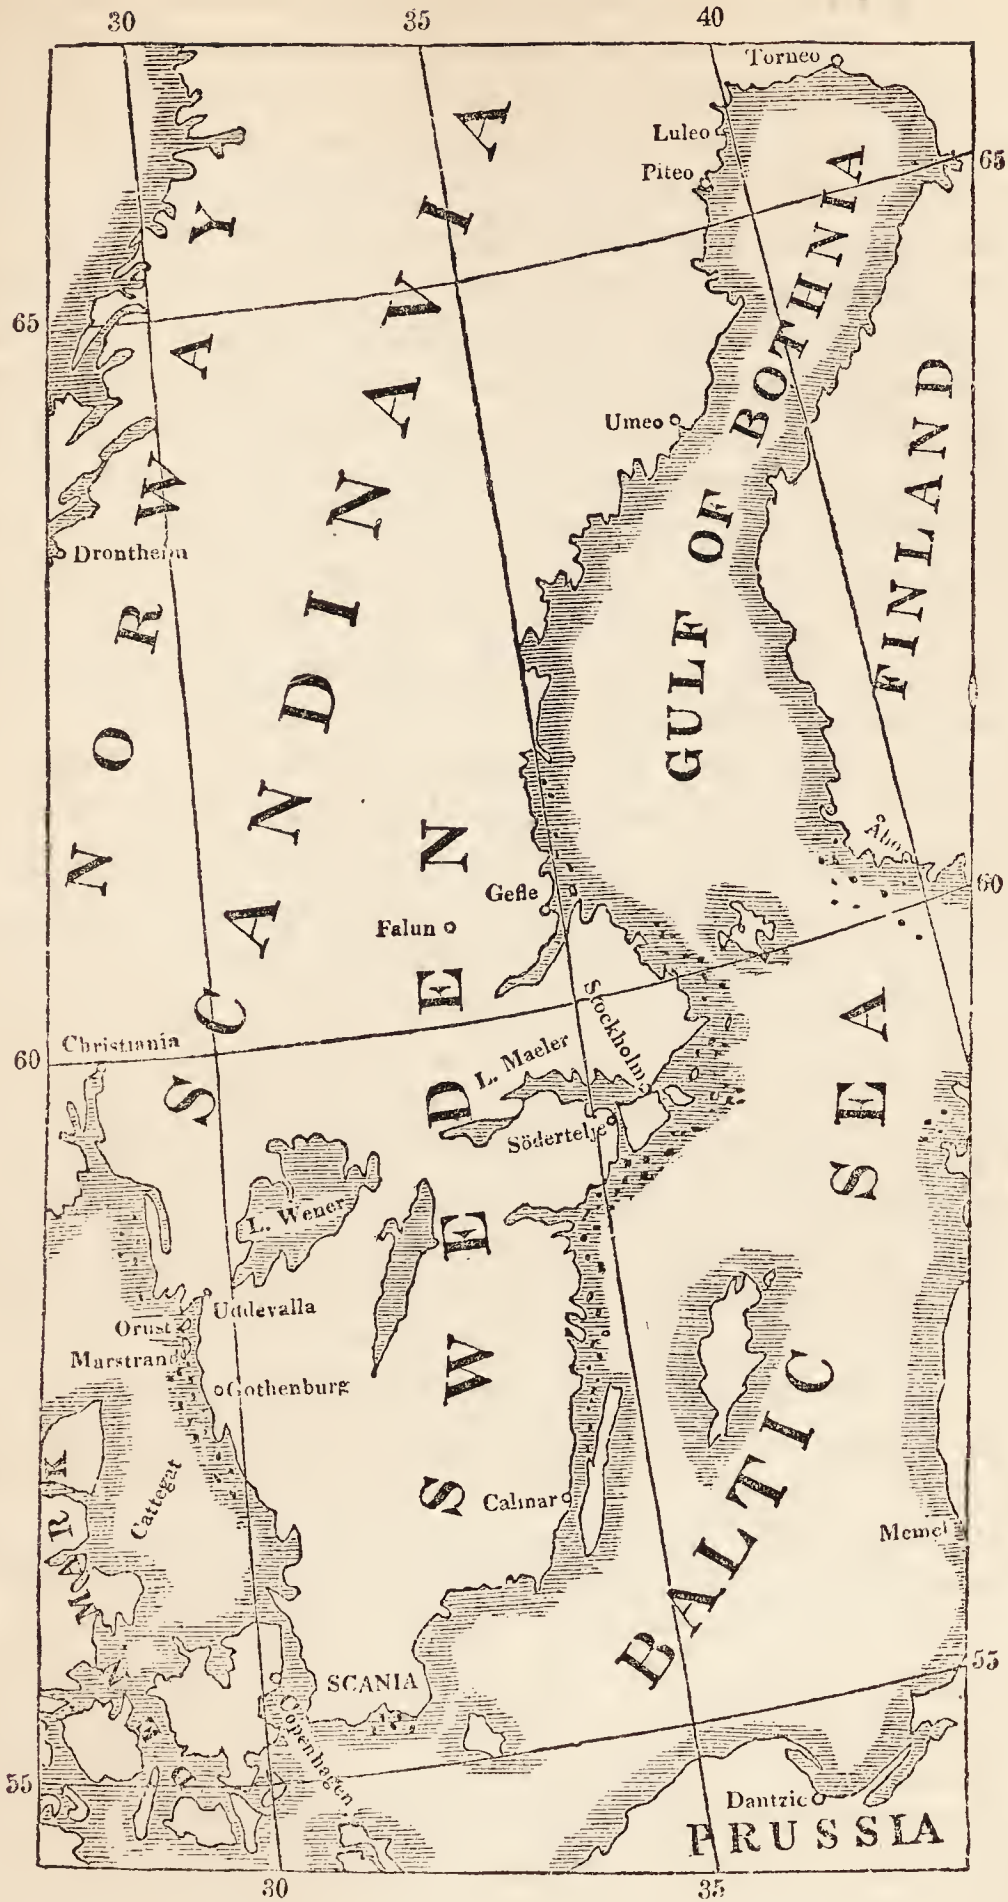 30 35 40
Torneo
Luleo
Piteo
65
65
Umeo
Drontheim
NORWAY
SCANDINAVIA
GULF OF BOTHNIA
FINLAND
Åbo
Gefle
Falun
60
60
Christiania
Stockholm
L. Maeler
Södertelje
L. Wener
SWEDEN
Uddevalla
Orust
Marstrand
Gothenburg
Cattegat
Calmar
BALTIC SEA
Memel
DENMARK
SCANIA
Copenhagen
55
55
Dantzic
PRUSSIA
30 35